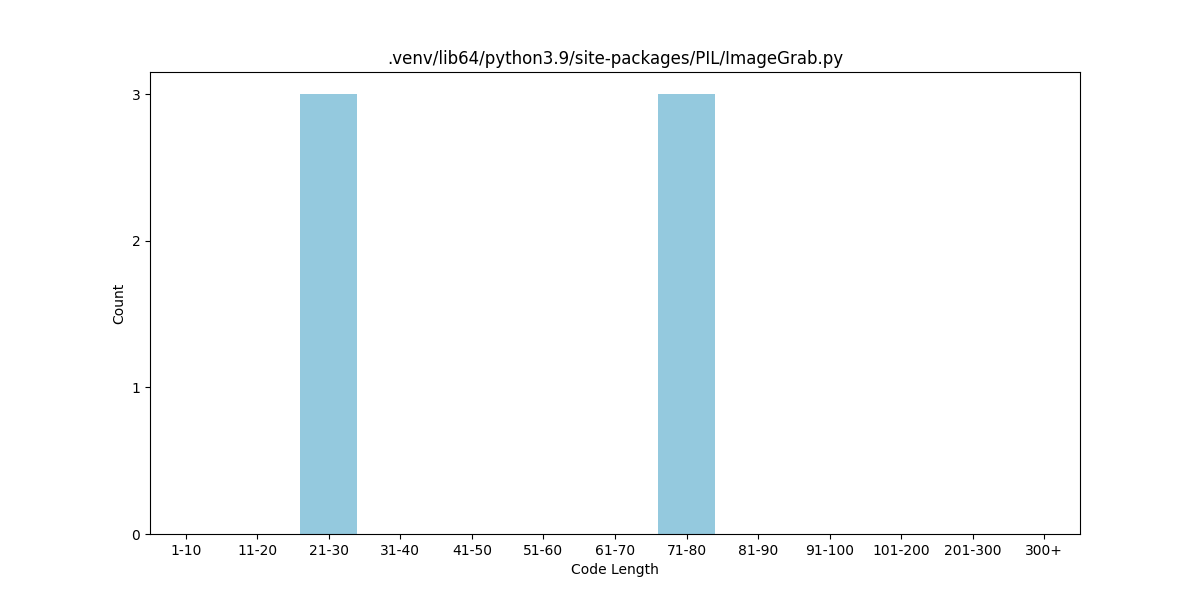 .venv/lib64/python3.9/site-packages/PIL/ImageGrab.py
3
2
1
0
Count
1-10 11-20 21-30 31-40 41-50 51-60 61-70 71-80 81-90 91-100 101-200 201-300 300+
Code Length